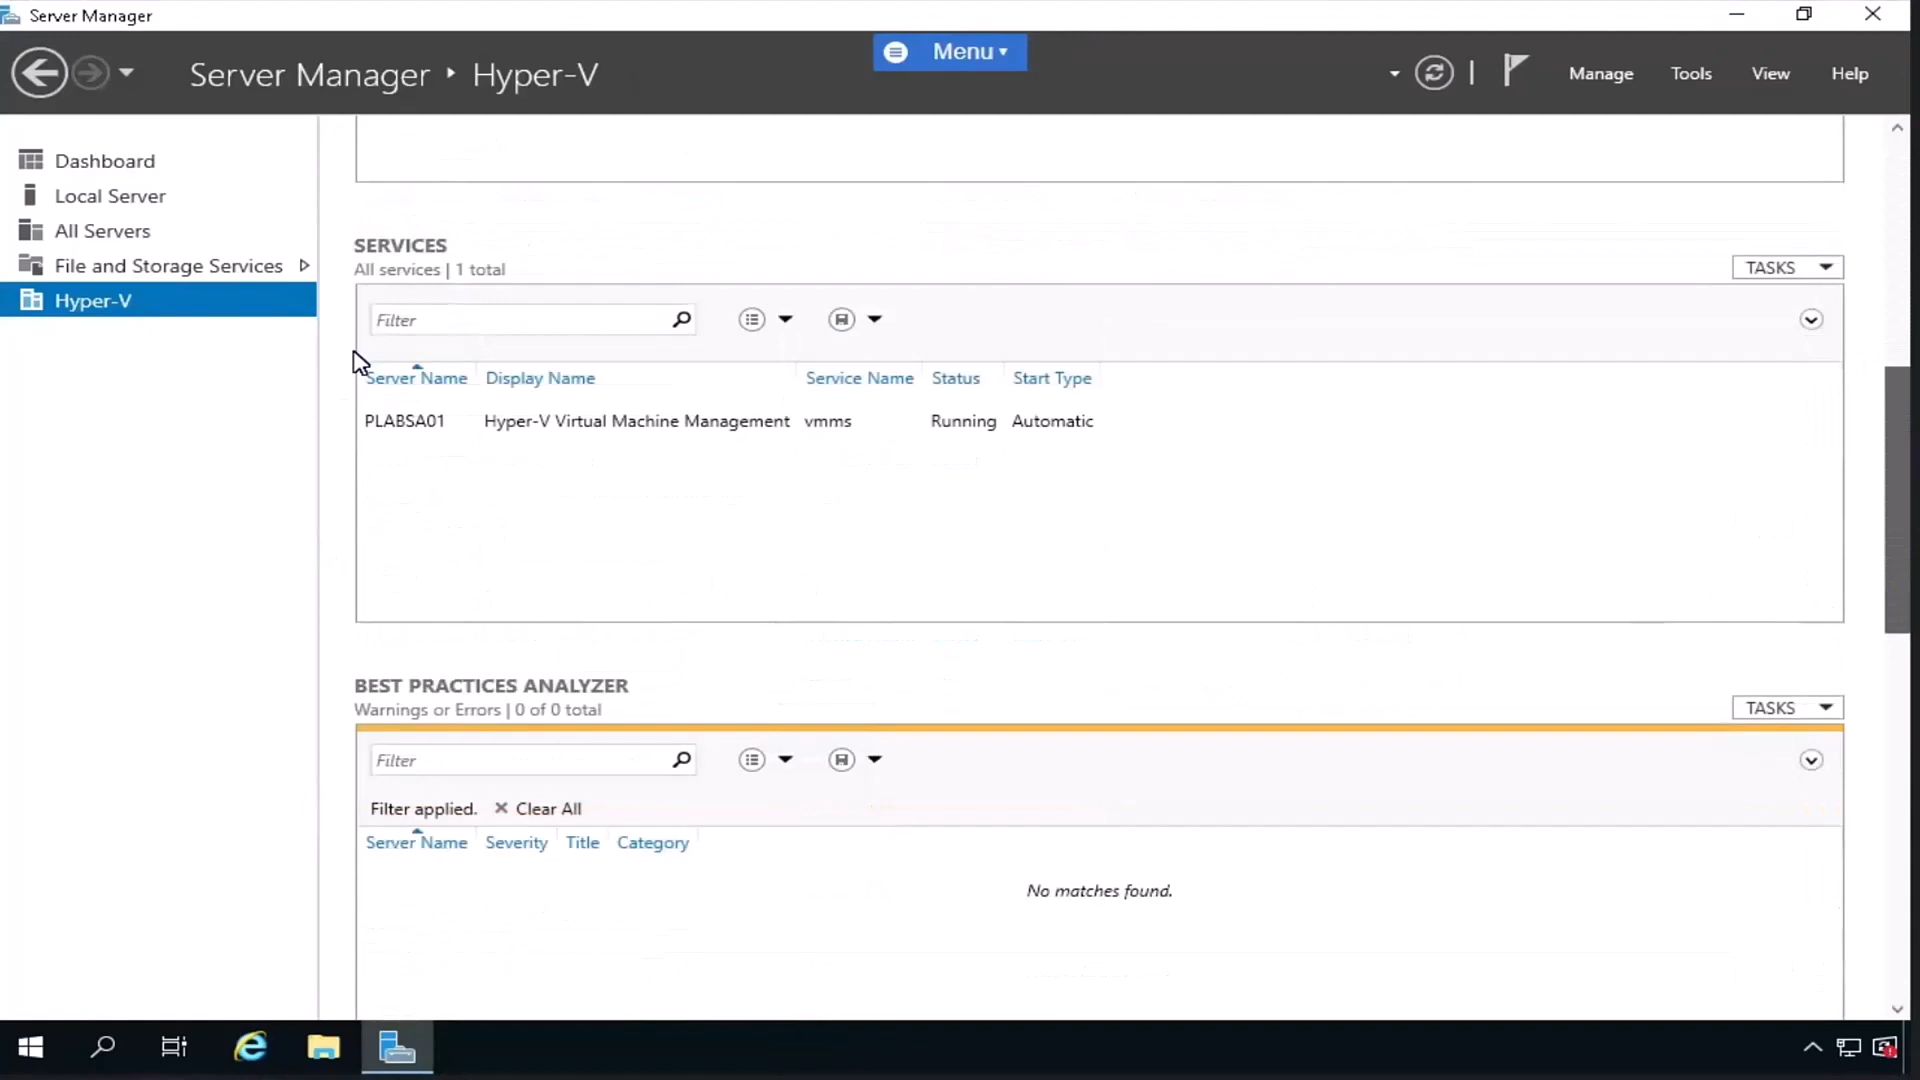 Server Manager
Server Manager ‣ Hyper-V
Menu
Manage Tools View Help
Dashboard
Local Server
All Servers
File and Storage Services
Hyper-V
SERVICES
All services | 1 total
TASKS
Filter
Server Name Display Name Service Name Status Start Type
PLABSA01 Hyper-V Virtual Machine Management vmms Running Automatic
BEST PRACTICES ANALYZER
Warnings or Errors | 0 of 0 total
TASKS
Filter
Filter applied. Clear All
Server Name Severity Title Category
No matches found.